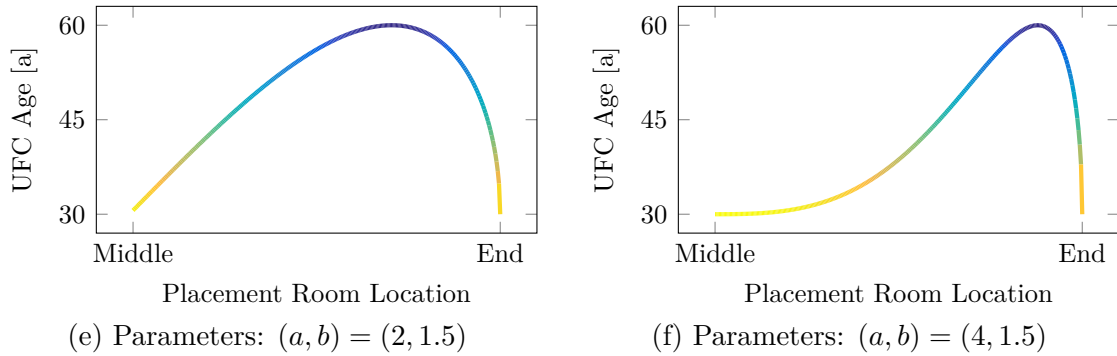 60
45
30
UFC Age [a]
Middle
End
Placement Room Location
(e) Parameters: (a, b) = (2, 1.5)
60
45
30
UFC Age [a]
Middle
End
Placement Room Location
(f) Parameters: (a, b) = (4, 1.5)